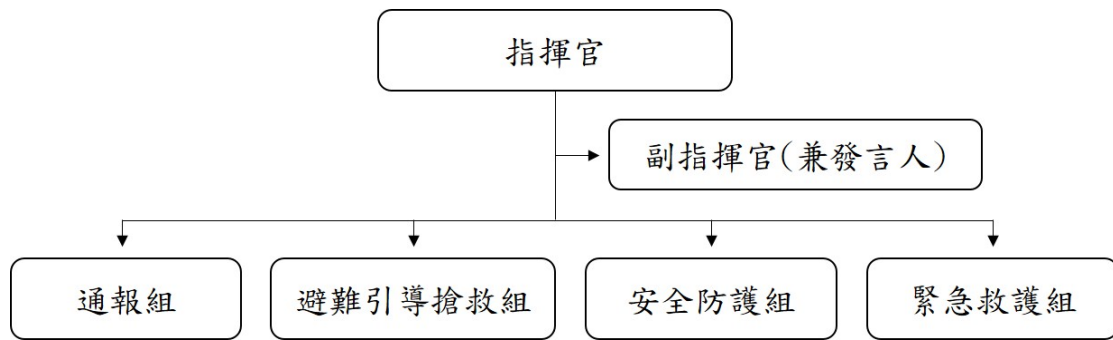 指揮官
副指揮官(兼發言人)
通報組
避難引導搶救組
安全防護組
緊急救護組